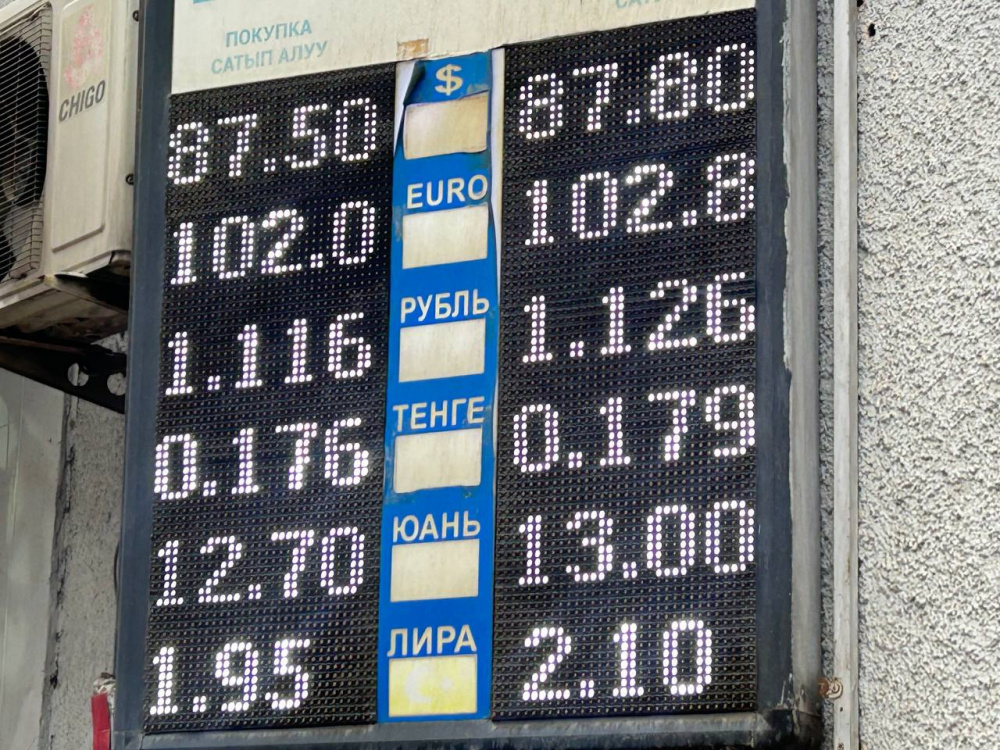 CHIGO
ПОКУПКА
САТЫП АЛУУ
87.50 $ 87.80
102.0 EURO 102.8
1.116 РУБЛЬ 1.126
0.176 ТЕНГЕ 0.179
12.70 ЮАНЬ 13.00
1.95 ЛИРА 2.10